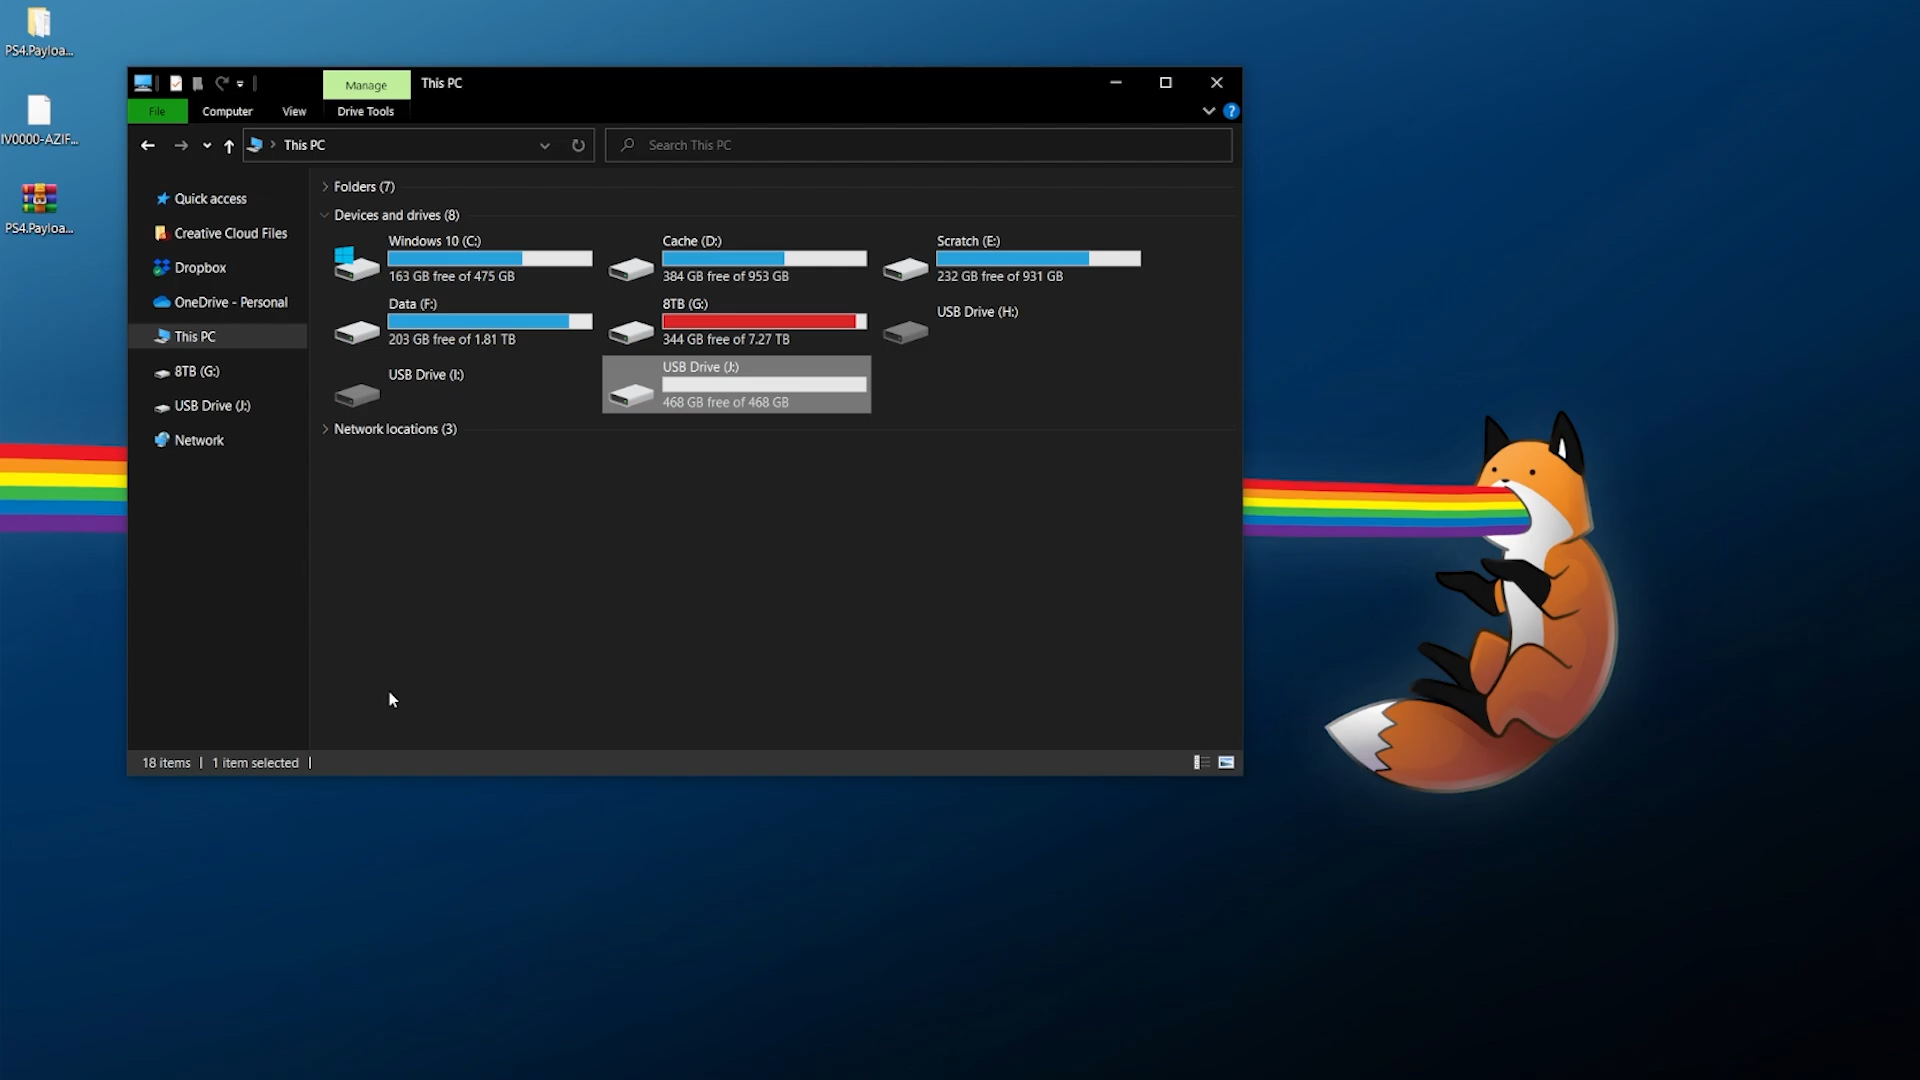 PS4.Payloa...
IV0000-AZIF...
PS4.Payloa...
Manage
This PC
File
Computer
View
Drive Tools
?
This PC
Search This PC
Quick access
Creative Cloud Files
Dropbox
OneDrive - Personal
This PC
8TB (G:)
USB Drive (J:)
Network
Folders (7)
Devices and drives (8)
Windows 10 (C:)
163 GB free of 475 GB
Cache (D:)
384 GB free of 953 GB
Scratch (E:)
232 GB free of 931 GB
Data (F:)
203 GB free of 1.81 TB
8TB (G:)
344 GB free of 7.27 TB
USB Drive (H:)
USB Drive (I:)
USB Drive (J:)
468 GB free of 468 GB
Network locations (3)
18 items
1 item selected